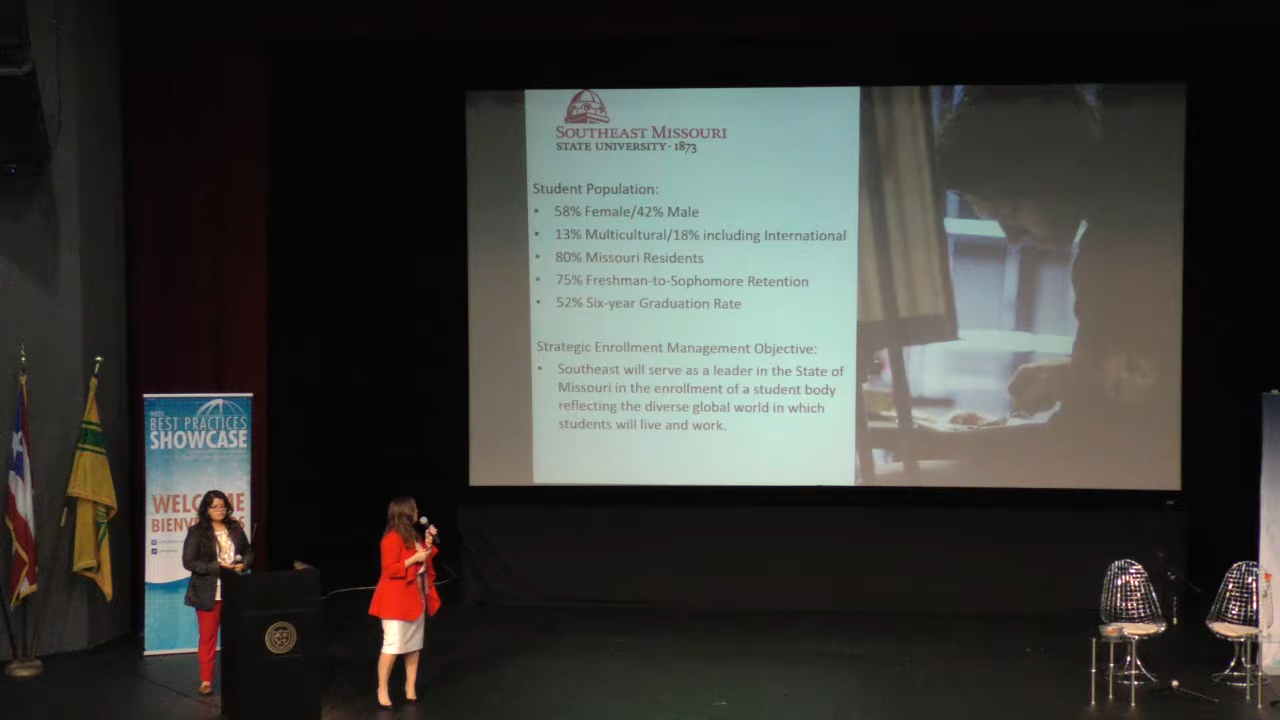 SOUTHEAST MISSOURI
STATE UNIVERSITY · 1873
Student Population:
• 58% Female/42% Male
• 13% Multicultural/18% including International
• 80% Missouri Residents
• 75% Freshman-to-Sophomore Retention
• 52% Six-year Graduation Rate
Strategic Enrollment Management Objective:
• Southeast will serve as a leader in the State of
Missouri in the enrollment of a student body
reflecting the diverse global world in which
students will live and work.
BEST PRACTICES
SHOWCASE